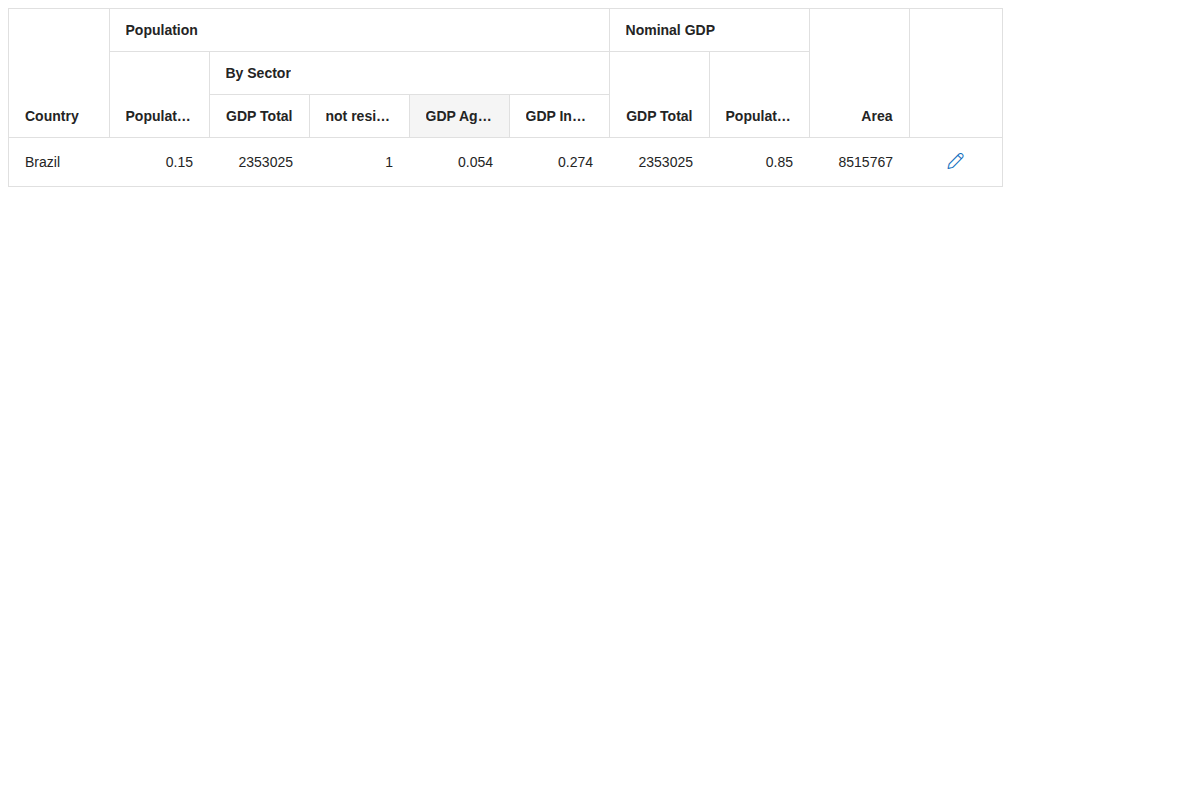 Population Nominal GDP
By Sector
Country Populat… GDP Total not resi… GDP Ag… GDP In… GDP Total Populat… Area
Brazil 0.15 2353025 1 0.054 0.274 2353025 0.85 8515767